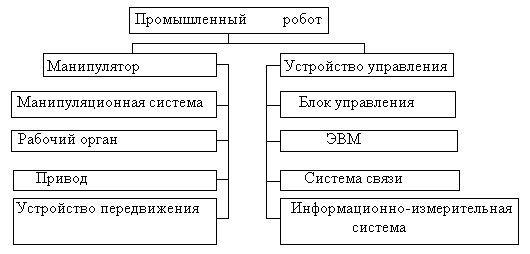 Промышленный робот
Манипулятор
Устройство управления
Манипуляционная система
Блок управления
Рабочий орган
ЭВМ
Привод
Система связи
Устройство передвижения
Информационно-измерительная
система